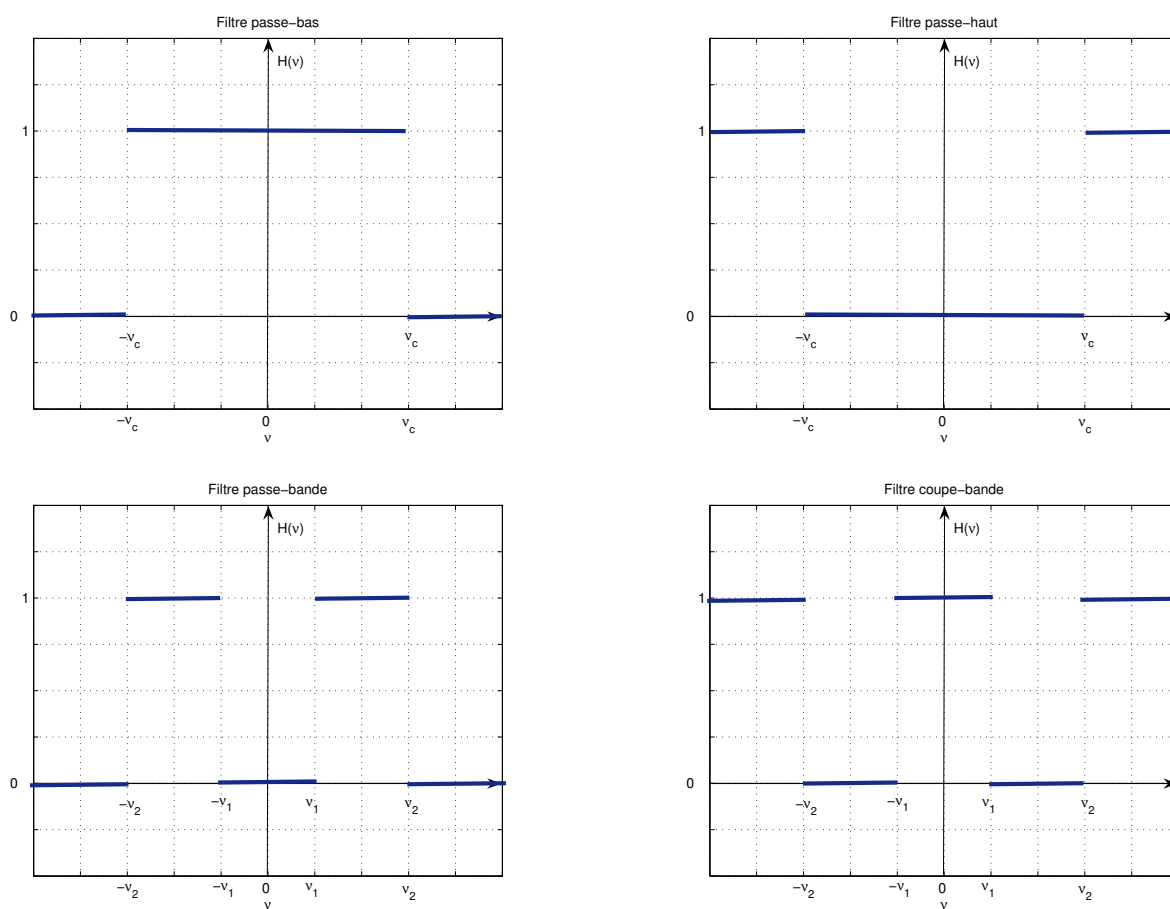 Filtre passe−bas
H(ν)
1
0
−ν_c
ν_c
−ν_c
0
ν_c
ν
Filtre passe−haut
H(ν)
1
0
−ν_c
ν_c
−ν_c
0
ν_c
ν
Filtre passe−bande
H(ν)
1
0
−ν_2
−ν_1
ν_1
ν_2
−ν_2
−ν_1
0
ν_1
ν_2
ν
Filtre coupe−bande
H(ν)
1
0
−ν_2
−ν_1
ν_1
ν_2
−ν_2
−ν_1
0
ν_1
ν_2
ν